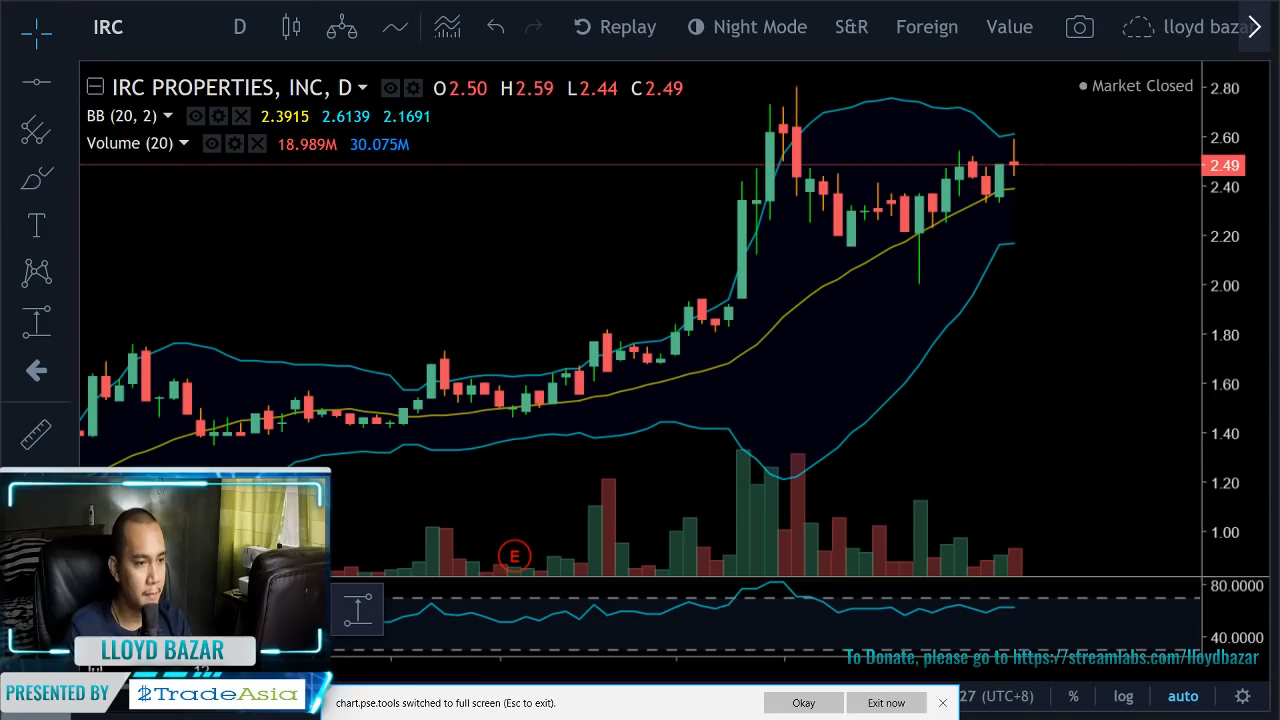 IRC D Replay Night Mode S&R Foreign Value lloyd baza
IRC PROPERTIES, INC, D O2.50 H2.59 L2.44 C2.49 Market Closed
BB (20, 2) 2.3915 2.6139 2.1691
Volume (20) 18.989M 30.075M
2.80
2.60
2.49
2.40
2.20
2.00
1.80
1.60
1.40
1.20
1.00
E
80.0000
40.0000
LLOYD BAZAR
To Donate, please go to https://streamlabs.com/lloydbazar
PRESENTED BY $TradeAsia
chart.pse.tools switched to full screen (Esc to exit). Okay Exit now
27 (UTC+8) % log auto